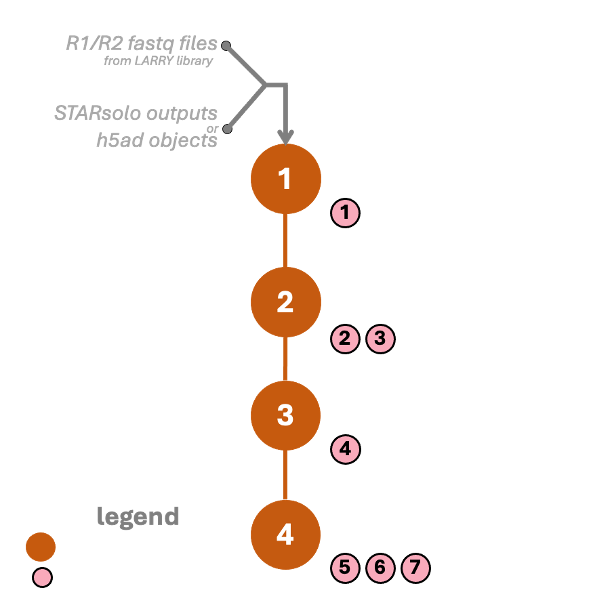 R1/R2 fastq files
from LARRY library
STARsolo outputs
or
h5ad objects
1
1
2
2 3
3
4
legend
4
5 6 7